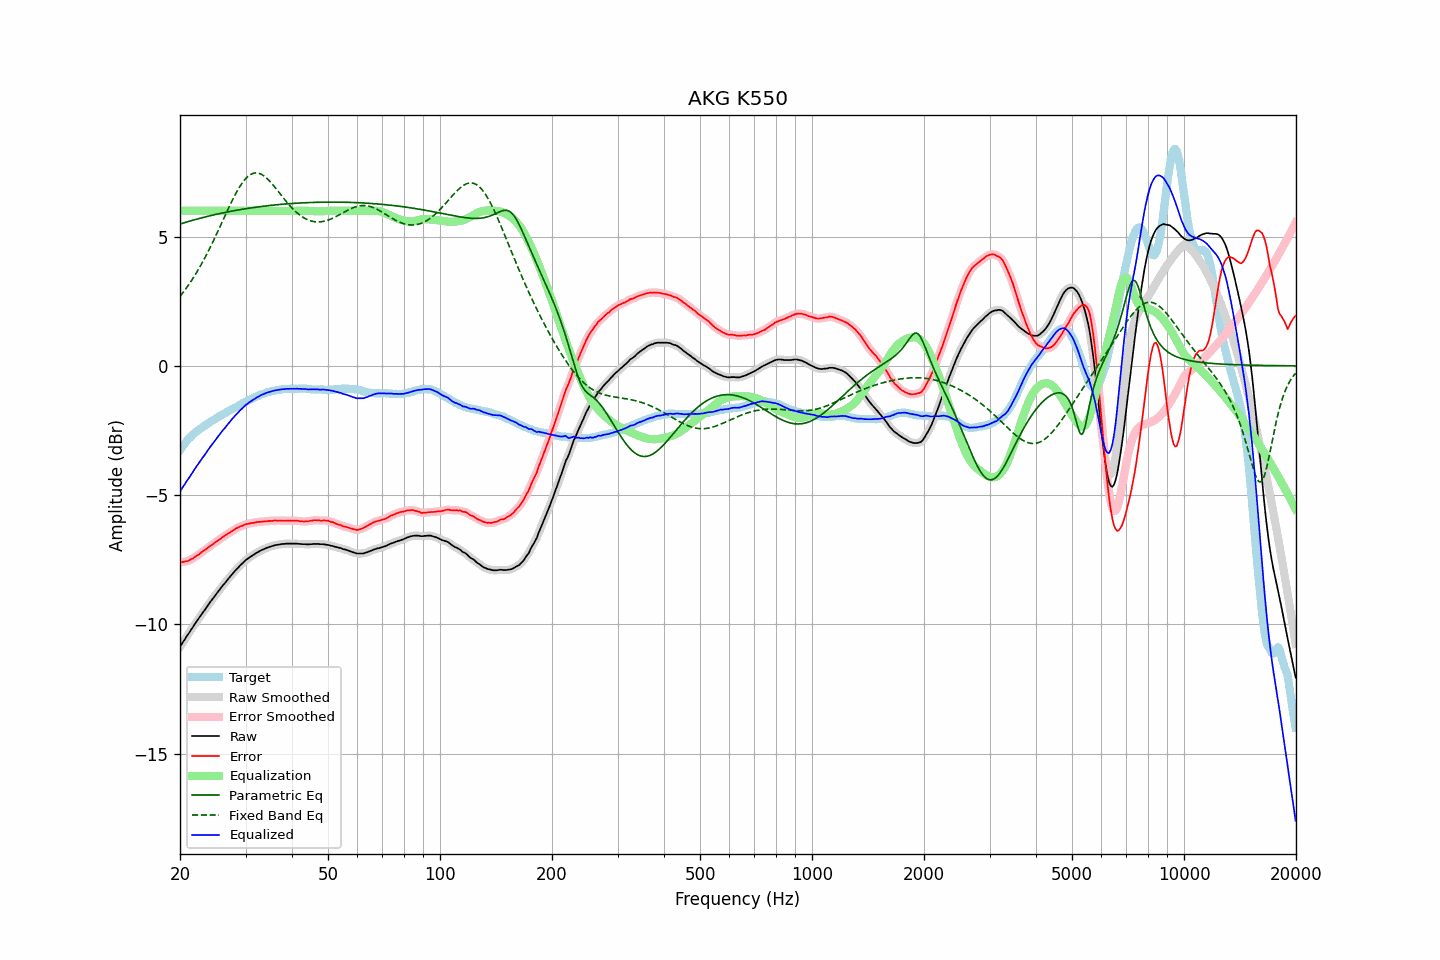 AKG K550
Amplitude (dBr)
5
0
−5
−10
−15
Target
Raw Smoothed
Error Smoothed
Raw
Error
Equalization
Parametric Eq
Fixed Band Eq
Equalized
20 50 100 200 500 1000 2000 5000 10000 20000
Frequency (Hz)